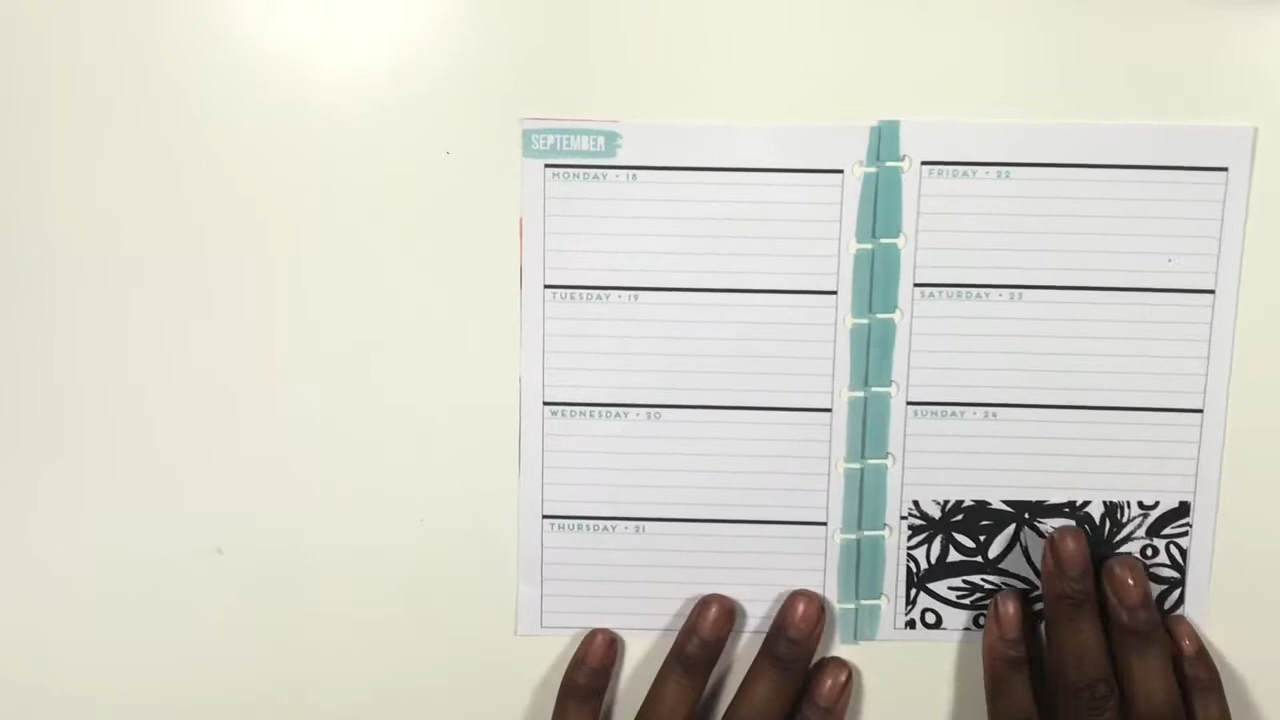 SEPTEMBER
MONDAY • 18
TUESDAY • 19
WEDNESDAY • 20
THURSDAY • 21
FRIDAY • 22
SATURDAY • 23
SUNDAY • 24